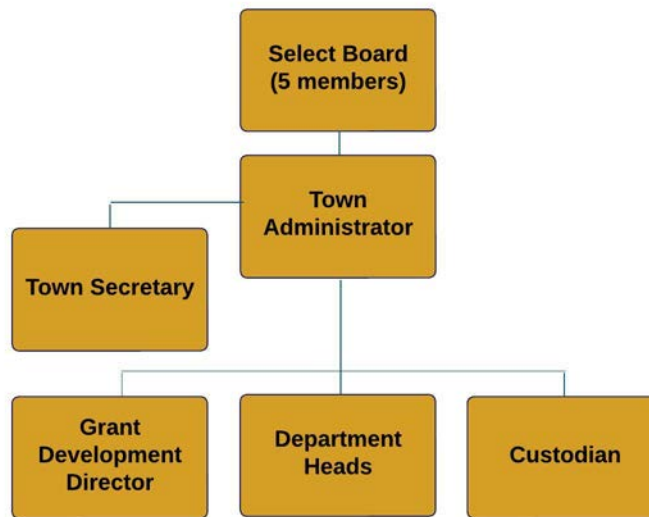 Select Board
(5 members)
Town
Administrator
Town Secretary
Grant
Development
Director
Department
Heads
Custodian